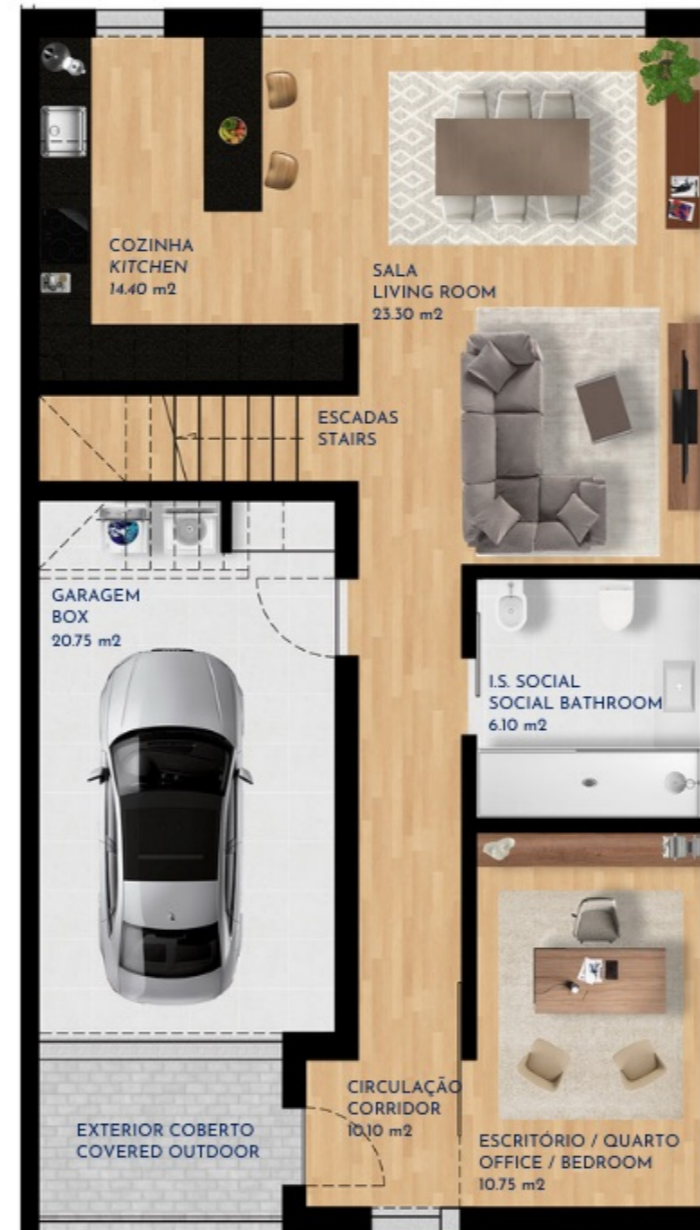 COZINHA
KITCHEN
14.40 m2
SALA
LIVING ROOM
23.30 m2
ESCADAS
STAIRS
GARAGEM
BOX
20.75 m2
I.S. SOCIAL
SOCIAL BATHROOM
6.10 m2
CIRCULAÇÃO
CORRIDOR
10.10 m2
EXTERIOR COBERTO
COVERED OUTDOOR
ESCRITÓRIO / QUARTO
OFFICE / BEDROOM
10.75 m2